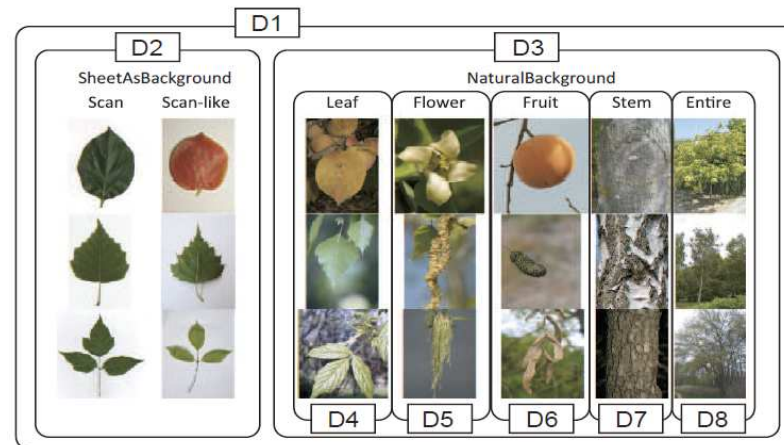 D1
D2
D3
SheetAsBackground
NaturalBackground
Scan Scan-like
Leaf Flower Fruit Stem Entire
D4 D5 D6 D7 D8